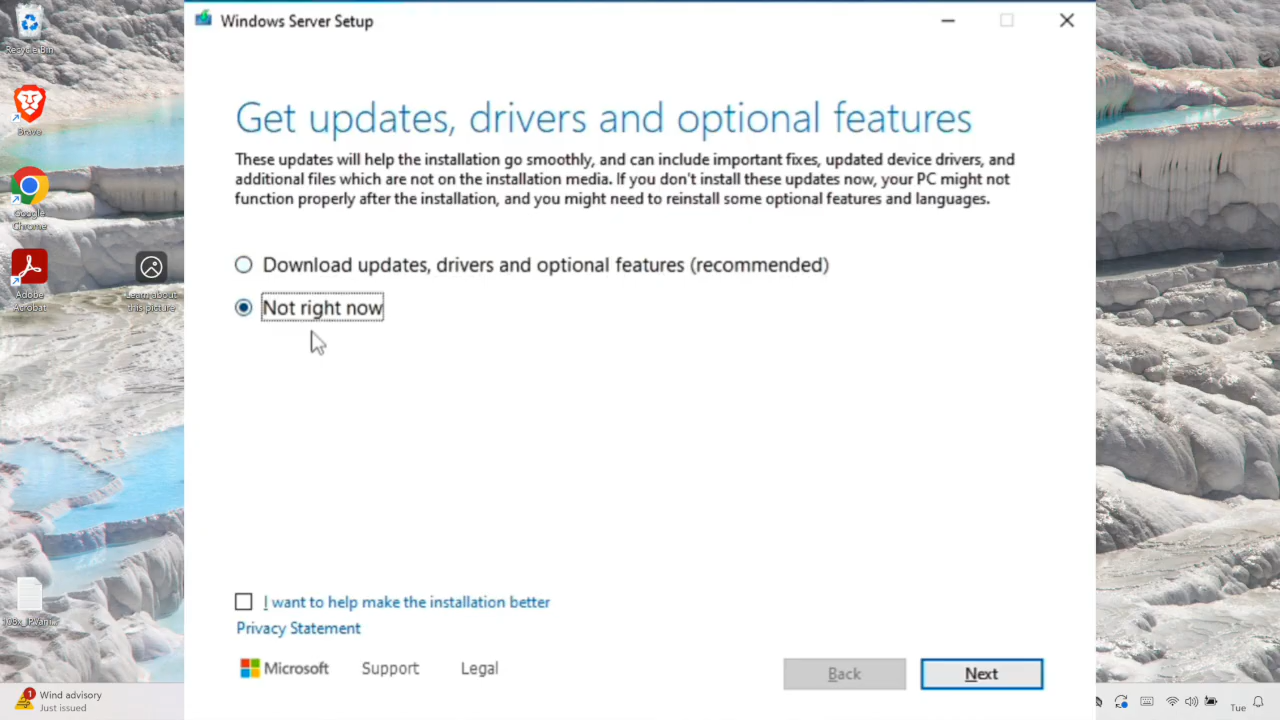 Windows Server Setup
Recycle Bin
Brave
Google
Chrome
Adobe
Acrobat
Learn about
this picture
Get updates, drivers and optional features
These updates will help the installation go smoothly, and can include important fixes, updated device drivers, and
additional files which are not on the installation media. If you don't install these updates now, your PC might not
function properly after the installation, and you might need to reinstall some optional features and languages.
Download updates, drivers and optional features (recommended)
Not right now
I want to help make the installation better
Privacy Statement
Microsoft Support Legal
Back Next
1
Wind advisory
Just issued
Tue